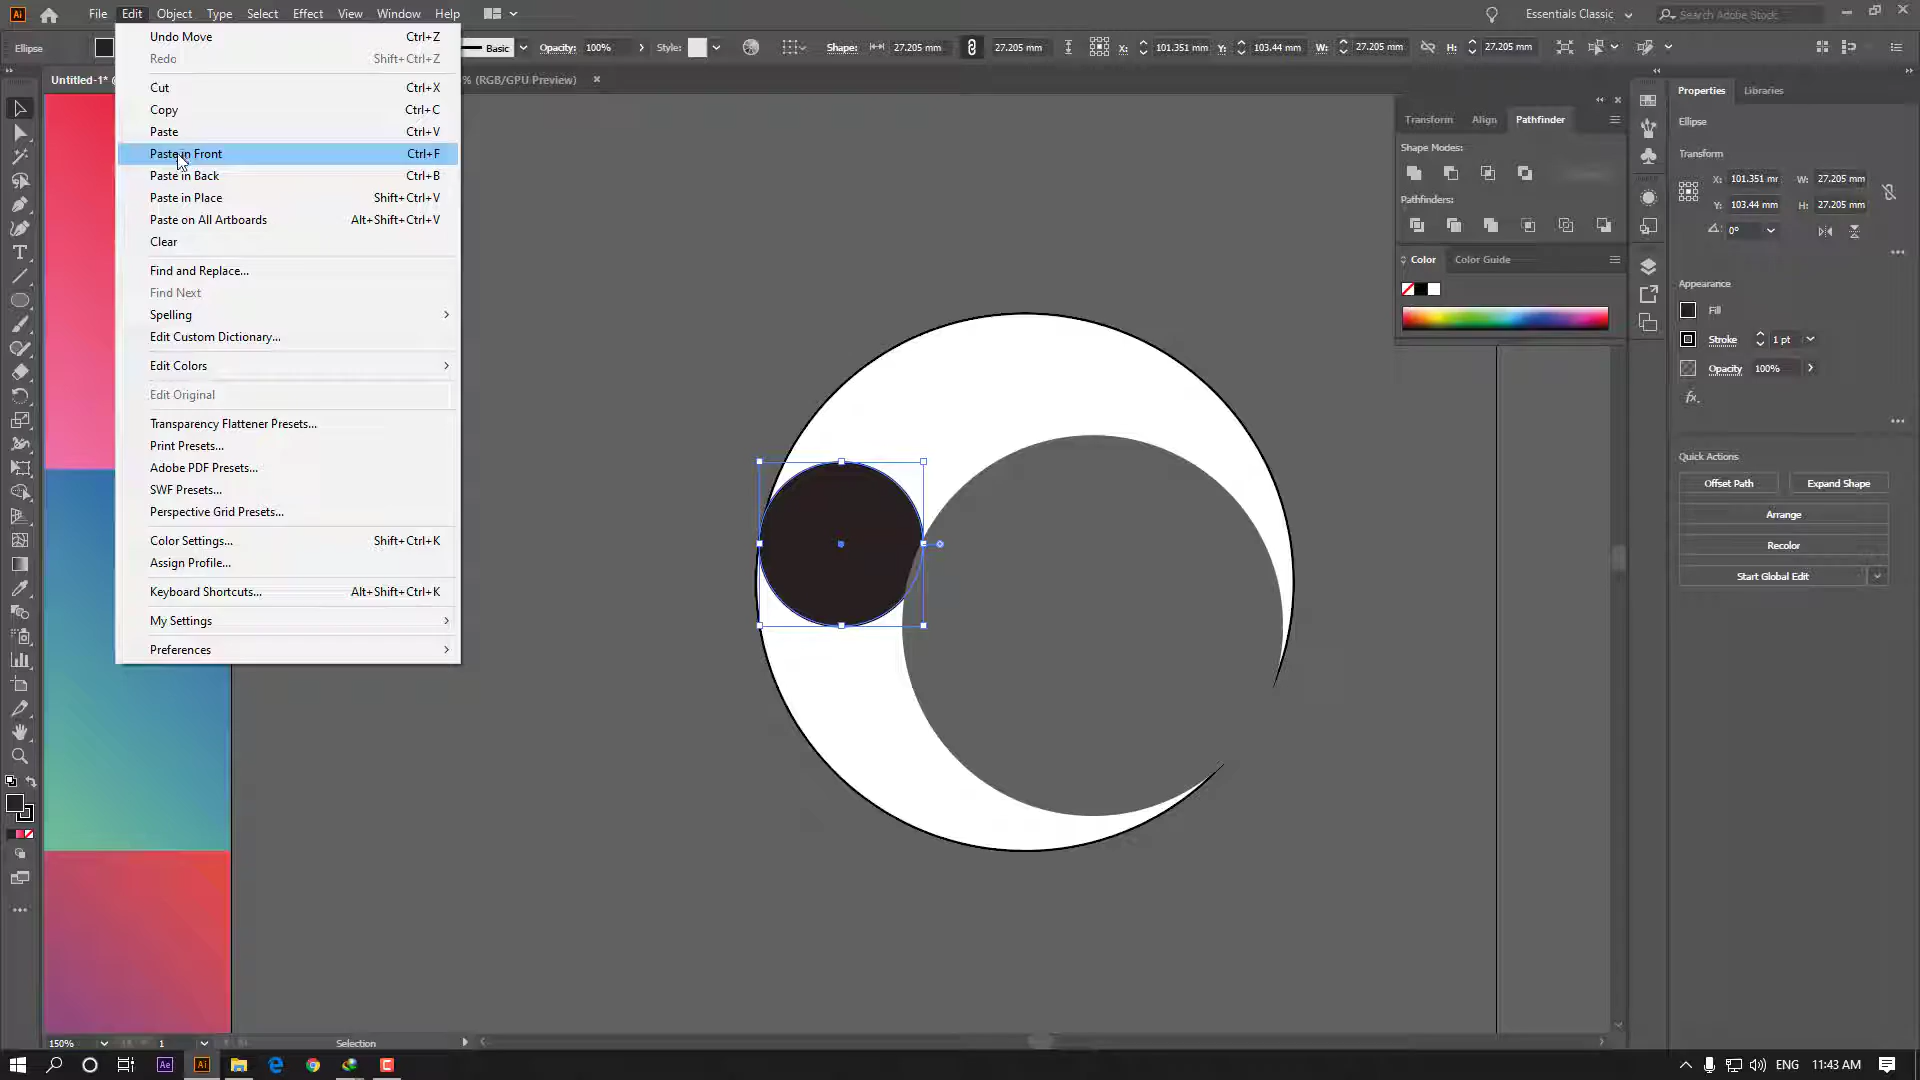 File Edit Object Type Select Effect View Window Help
Essentials Classic
Search Adobe Stock
Ellipse
Basic
Opacity: 100%
Style:
Shape: 27.205 mm 27.205 mm
X: 101.351 mm Y: 103.44 mm W: 27.205 mm H: 27.205 mm
Untitled-1*
% (RGB/GPU Preview)
Undo Move Ctrl+Z
Redo Shift+Ctrl+Z
Cut Ctrl+X
Copy Ctrl+C
Paste Ctrl+V
Paste in Front Ctrl+F
Paste in Back Ctrl+B
Paste in Place Shift+Ctrl+V
Paste on All Artboards Alt+Shift+Ctrl+V
Clear
Find and Replace...
Find Next
Spelling
Edit Custom Dictionary...
Edit Colors
Edit Original
Transparency Flattener Presets...
Print Presets...
Adobe PDF Presets...
SWF Presets...
Perspective Grid Presets...
Color Settings... Shift+Ctrl+K
Assign Profile...
Keyboard Shortcuts... Alt+Shift+Ctrl+K
My Settings
Preferences
Transform Align Pathfinder
Shape Modes:
Pathfinders:
Color Color Guide
Properties Libraries
Ellipse
Transform
X: 101.351 mr W: 27.205 mm
Y: 103.44 mm H: 27.205 mm
0°
Appearance
Fill
Stroke 1 pt
Opacity 100%
fx.
Quick Actions
Offset Path Expand Shape
Arrange
Recolor
Start Global Edit
150% 1 Selection
Ae Ai
ENG 11:43 AM